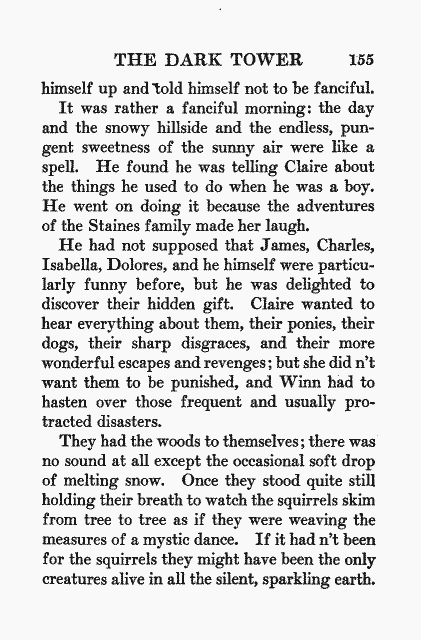 THE DARK TOWER 155
himself up and told himself not to be fanciful.
It was rather a fanciful morning: the day
and the snowy hillside and the endless, pun-
gent sweetness of the sunny air were like a
spell. He found he was telling Claire about
the things he used to do when he was a boy.
He went on doing it because the adventures
of the Staines family made her laugh.
He had not supposed that James, Charles,
Isabella, Dolores, and he himself were particu-
larly funny before, but he was delighted to
discover their hidden gift. Claire wanted to
hear everything about them, their ponies, their
dogs, their sharp disgraces, and their more
wonderful escapes and revenges; but she did n't
want them to be punished, and Winn had to
hasten over those frequent and usually pro-
tracted disasters.
They had the woods to themselves; there was
no sound at all except the occasional soft drop
of melting snow. Once they stood quite still
holding their breath to watch the squirrels skim
from tree to tree as if they were weaving the
measures of a mystic dance. If it had n't been
for the squirrels they might have been the only
creatures alive in all the silent, sparkling earth.